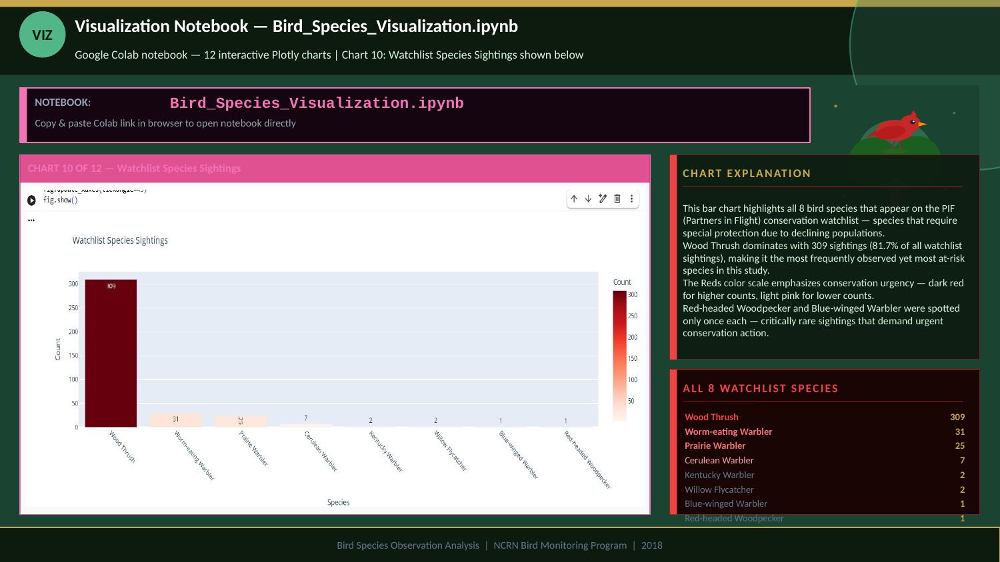 VIZ
Visualization Notebook — Bird_Species_Visualization.ipynb
Google Colab notebook — 12 interactive Plotly charts | Chart 10: Watchlist Species Sightings shown below
NOTEBOOK: Bird_Species_Visualization.ipynb
Copy & paste Colab link in browser to open notebook directly
CHART 10 OF 12 — Watchlist Species Sightings
fig.update_xaxes(tickangle=45)
fig.show()
...
Watchlist Species Sightings
Count
300
250
200
150
100
50
0
309
31
25
7
2
2
1
1
Wood Thrush
Worm-eating Warbler
Prairie Warbler
Cerulean Warbler
Kentucky Warbler
Willow Flycatcher
Blue-winged Warbler
Red-headed Woodpecker
Species
Count
300
250
200
150
100
50
CHART EXPLANATION
This bar chart highlights all 8 bird species that appear on the PIF
(Partners in Flight) conservation watchlist — species that require
special protection due to declining populations.
Wood Thrush dominates with 309 sightings (81.7% of all watchlist
sightings), making it the most frequently observed yet most at-risk
species in this study.
The Reds color scale emphasizes conservation urgency — dark red
for higher counts, light pink for lower counts.
Red-headed Woodpecker and Blue-winged Warbler were spotted
only once each — critically rare sightings that demand urgent
conservation action.
ALL 8 WATCHLIST SPECIES
Wood Thrush 309
Worm-eating Warbler 31
Prairie Warbler 25
Cerulean Warbler 7
Kentucky Warbler 2
Willow Flycatcher 2
Blue-winged Warbler 1
Red-headed Woodpecker 1
Bird Species Observation Analysis | NCRN Bird Monitoring Program | 2018